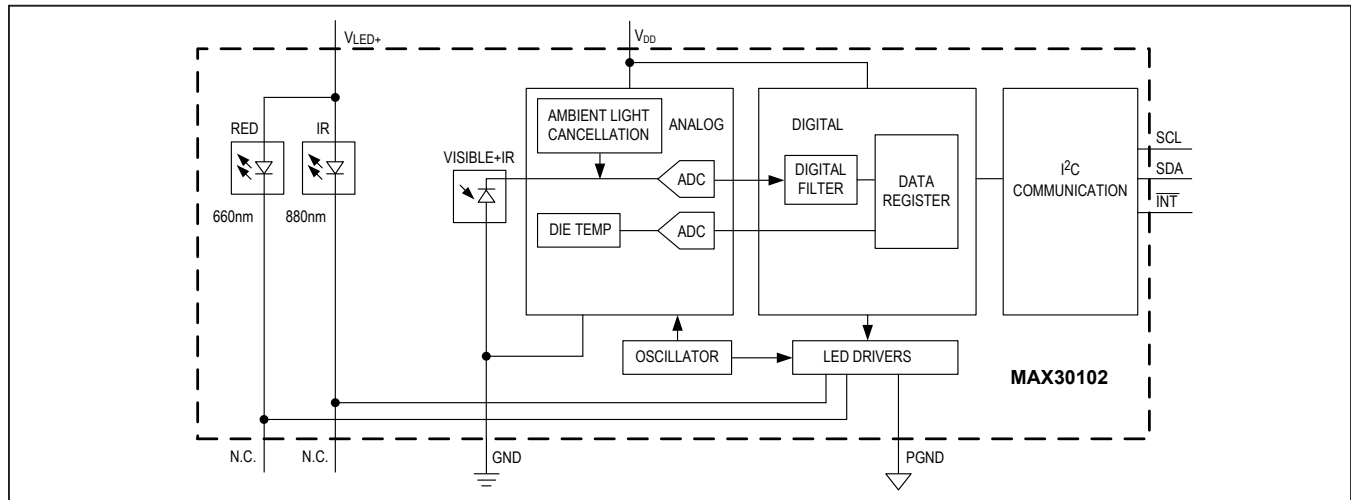 VLED+
VDD
RED
IR
660nm
880nm
VISIBLE+IR
AMBIENT LIGHT
CANCELLATION
ANALOG
ADC
DIE TEMP
ADC
DIGITAL
DIGITAL
FILTER
DATA
REGISTER
I2C
COMMUNICATION
SCL
SDA
INT
OSCILLATOR
LED DRIVERS
MAX30102
N.C.
N.C.
GND
PGND